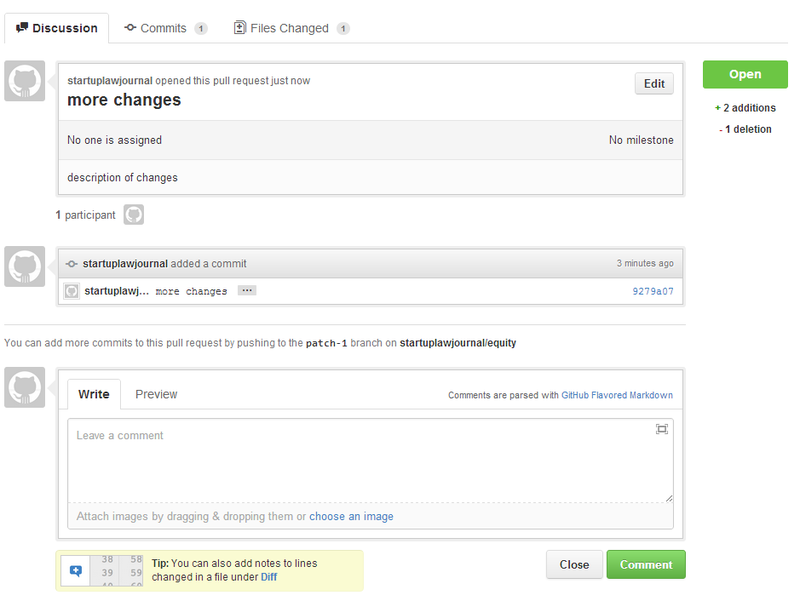 Discussion Commits 1 Files Changed 1
startuplawjournal opened this pull request just now
more changes
Edit
Open
+ 2 additions
- 1 deletion
No one is assigned No milestone
description of changes
1 participant
startuplawjournal added a commit 3 minutes ago
startuplawj... more changes ... 9279a07
You can add more commits to this pull request by pushing to the patch-1 branch on startuplawjournal/equity
Write Preview Comments are parsed with GitHub Flavored Markdown
Leave a comment
Attach images by dragging & dropping them or choose an image
38 58
39 59
Tip: You can also add notes to lines
changed in a file under Diff
Close Comment